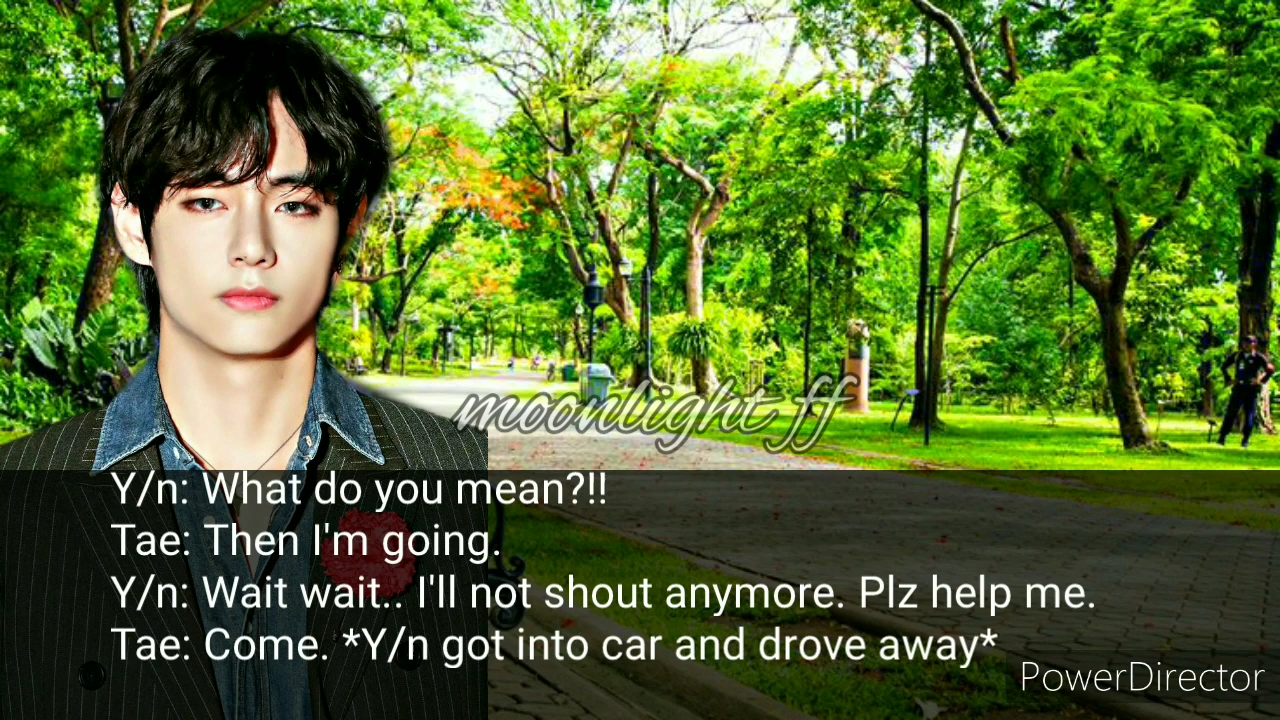 moonlight ff
Y/n: What do you mean?!!
Tae: Then I'm going.
Y/n: Wait wait.. I'll not shout anymore. Plz help me.
Tae: Come. *Y/n got into car and drove away*
PowerDirector